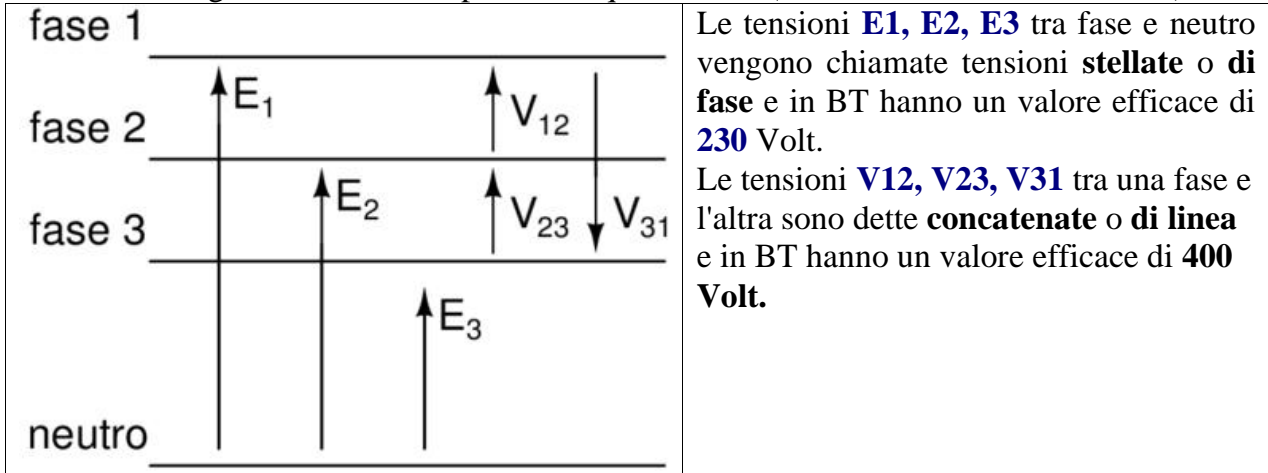 fase 1
fase 2
fase 3
neutro
E1
E2
E3
V12
V23
V31
Le tensioni E1, E2, E3 tra fase e neutro
vengono chiamate tensioni stellate o di
fase e in BT hanno un valore efficace di
230 Volt.
Le tensioni V12, V23, V31 tra una fase e
l'altra sono dette concatenate o di linea
e in BT hanno un valore efficace di 400
Volt.